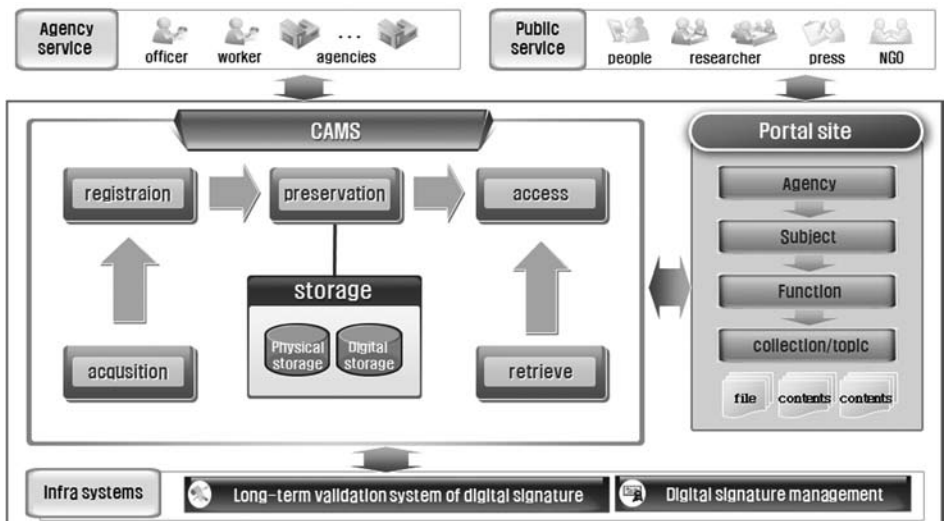 Agency
service
officer
worker
...
agencies
Public
service
people
researcher
press
NGO
CAMS
registraion
preservation
access
storage
Physical
storage
Digital
storage
acqusition
retrieve
Portal site
Agency
Subject
Function
collection/topic
file
contents
contents
Infra systems
Long-term validation system of digital signature
Digital signature management